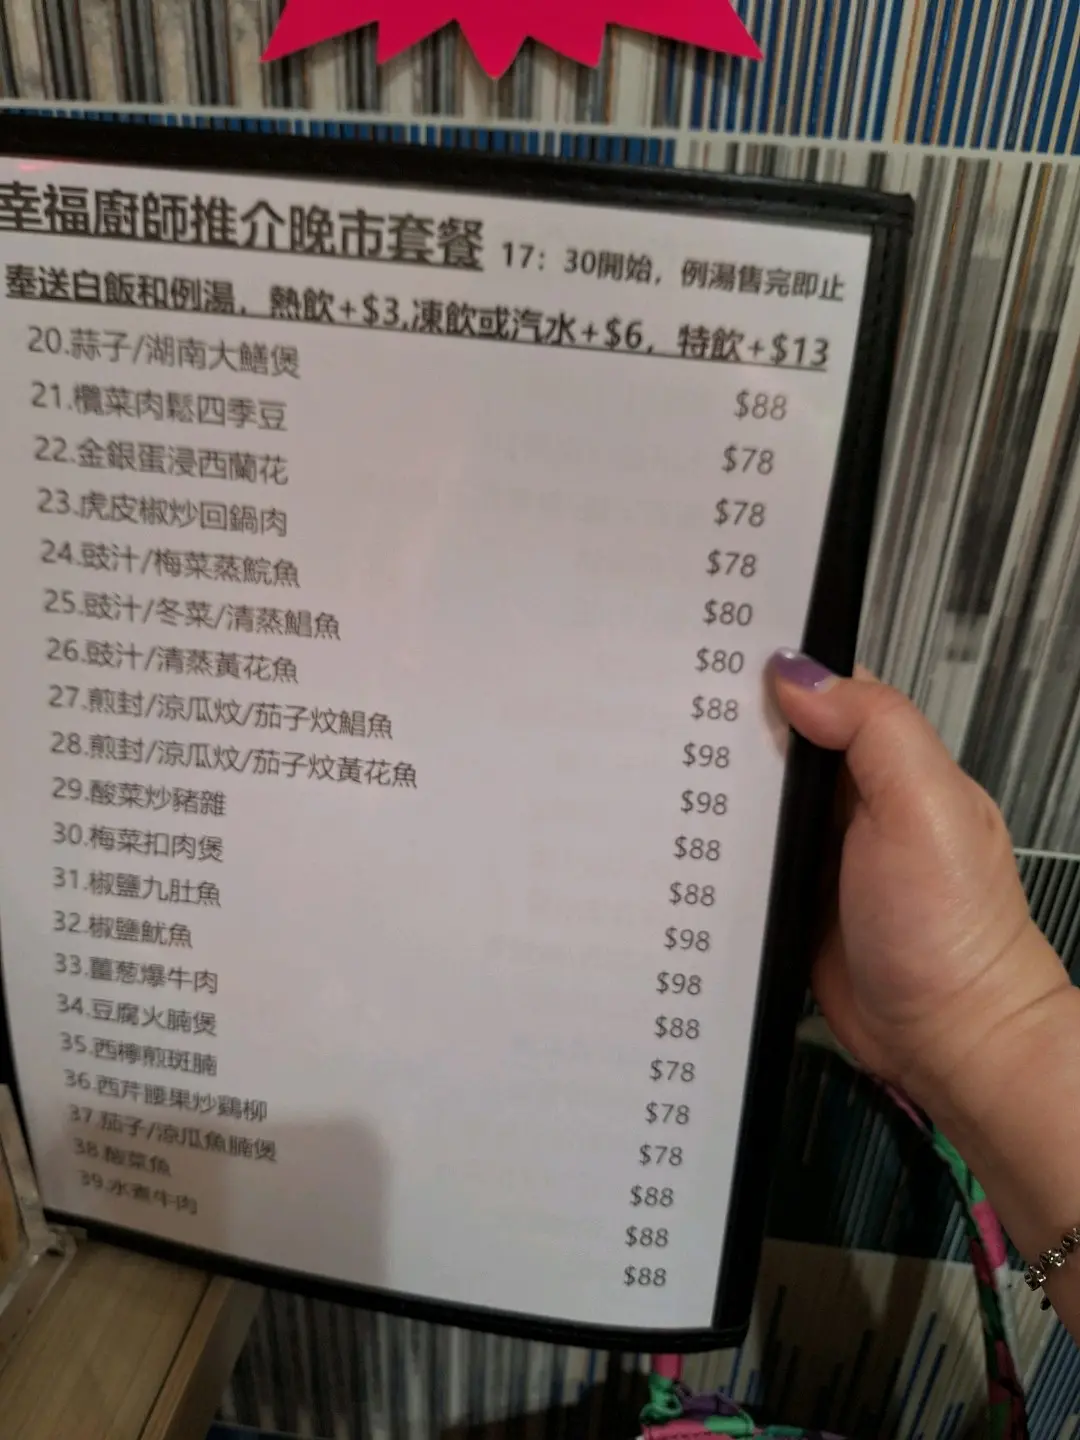 幸福廚師推介晚市套餐 17：30開始，例湯售完即止
奉送白飯和例湯，熱飲+$3,凍飲或汽水+$6，特飲+$13
20.蒜子/湖南大鱔煲 $88
21.欖菜肉鬆四季豆 $78
22.金銀蛋浸西蘭花 $78
23.虎皮椒炒回鍋肉 $78
24.豉汁/梅菜蒸鯇魚 $80
25.豉汁/冬菜/清蒸鯧魚 $80
26.豉汁/清蒸黃花魚 $88
27.煎封/涼瓜炆/茄子炆鯧魚 $98
28.煎封/涼瓜炆/茄子炆黃花魚 $98
29.酸菜炒豬雜 $88
30.梅菜扣肉煲 $88
31.椒鹽九肚魚 $98
32.椒鹽魷魚 $98
33.薑葱爆牛肉 $88
34.豆腐火腩煲 $78
35.西檸煎斑腩 $78
36.西芹腰果炒鷄柳 $78
37.茄子/涼瓜魚腩煲 $88
38.酸菜魚 $88
39.水煮牛肉 $88